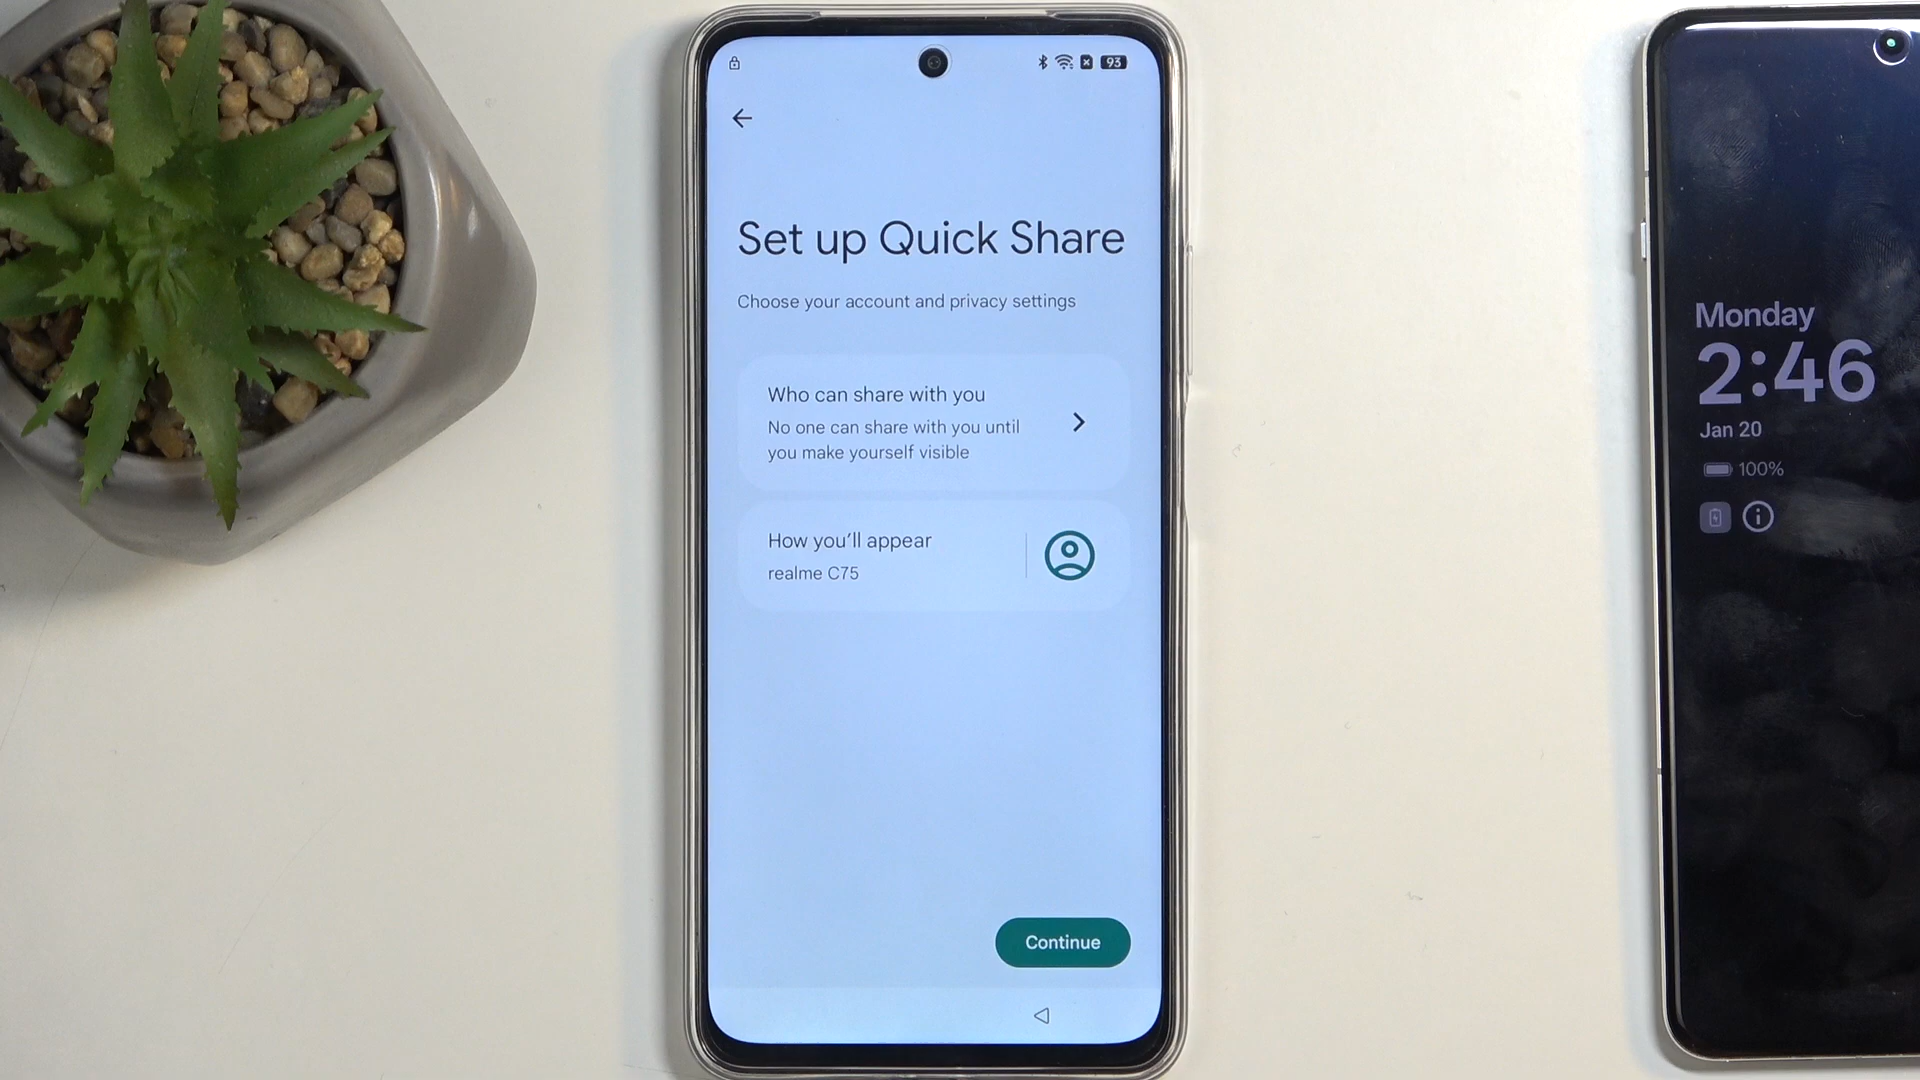 93
Set up Quick Share
Choose your account and privacy settings
Who can share with you
No one can share with you until
you make yourself visible
How you’ll appear
realme C75
Continue
Monday
2:46
Jan 20
100%